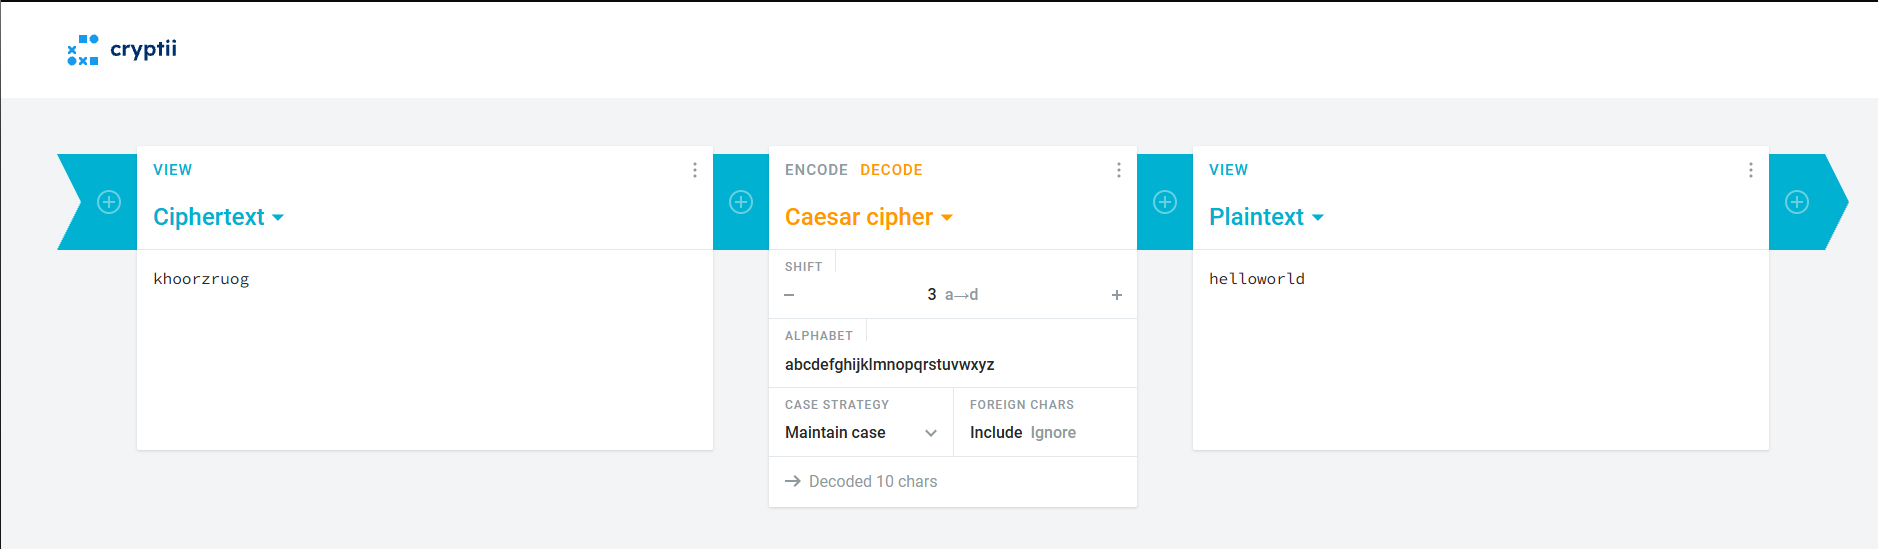 cryptii
VIEW
Ciphertext
khoorzruog
ENCODE DECODE
Caesar cipher
SHIFT
− 3 a→d +
ALPHABET
abcdefghijklmnopqrstuvwxyz
CASE STRATEGY
Maintain case
FOREIGN CHARS
Include Ignore
→ Decoded 10 chars
VIEW
Plaintext
helloworld